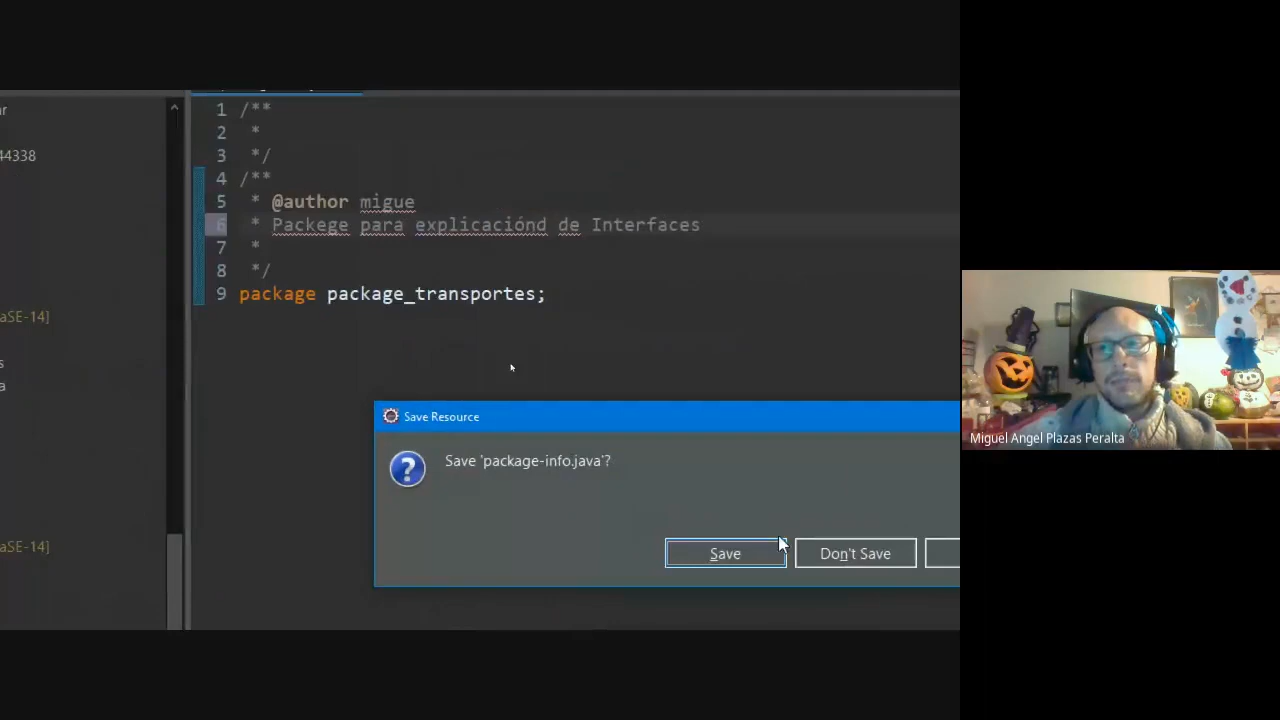 44338
aSE-14]
s
a
aSE-14]
1 /**
2 *
3 */
4 /**
5 * @author migue
6 * Packege para explicaciónd de Interfaces
7 *
8 */
9 package package_transportes;
Save Resource
Save 'package-info.java'?
Save
Don't Save
Miguel Angel Plazas Peralta